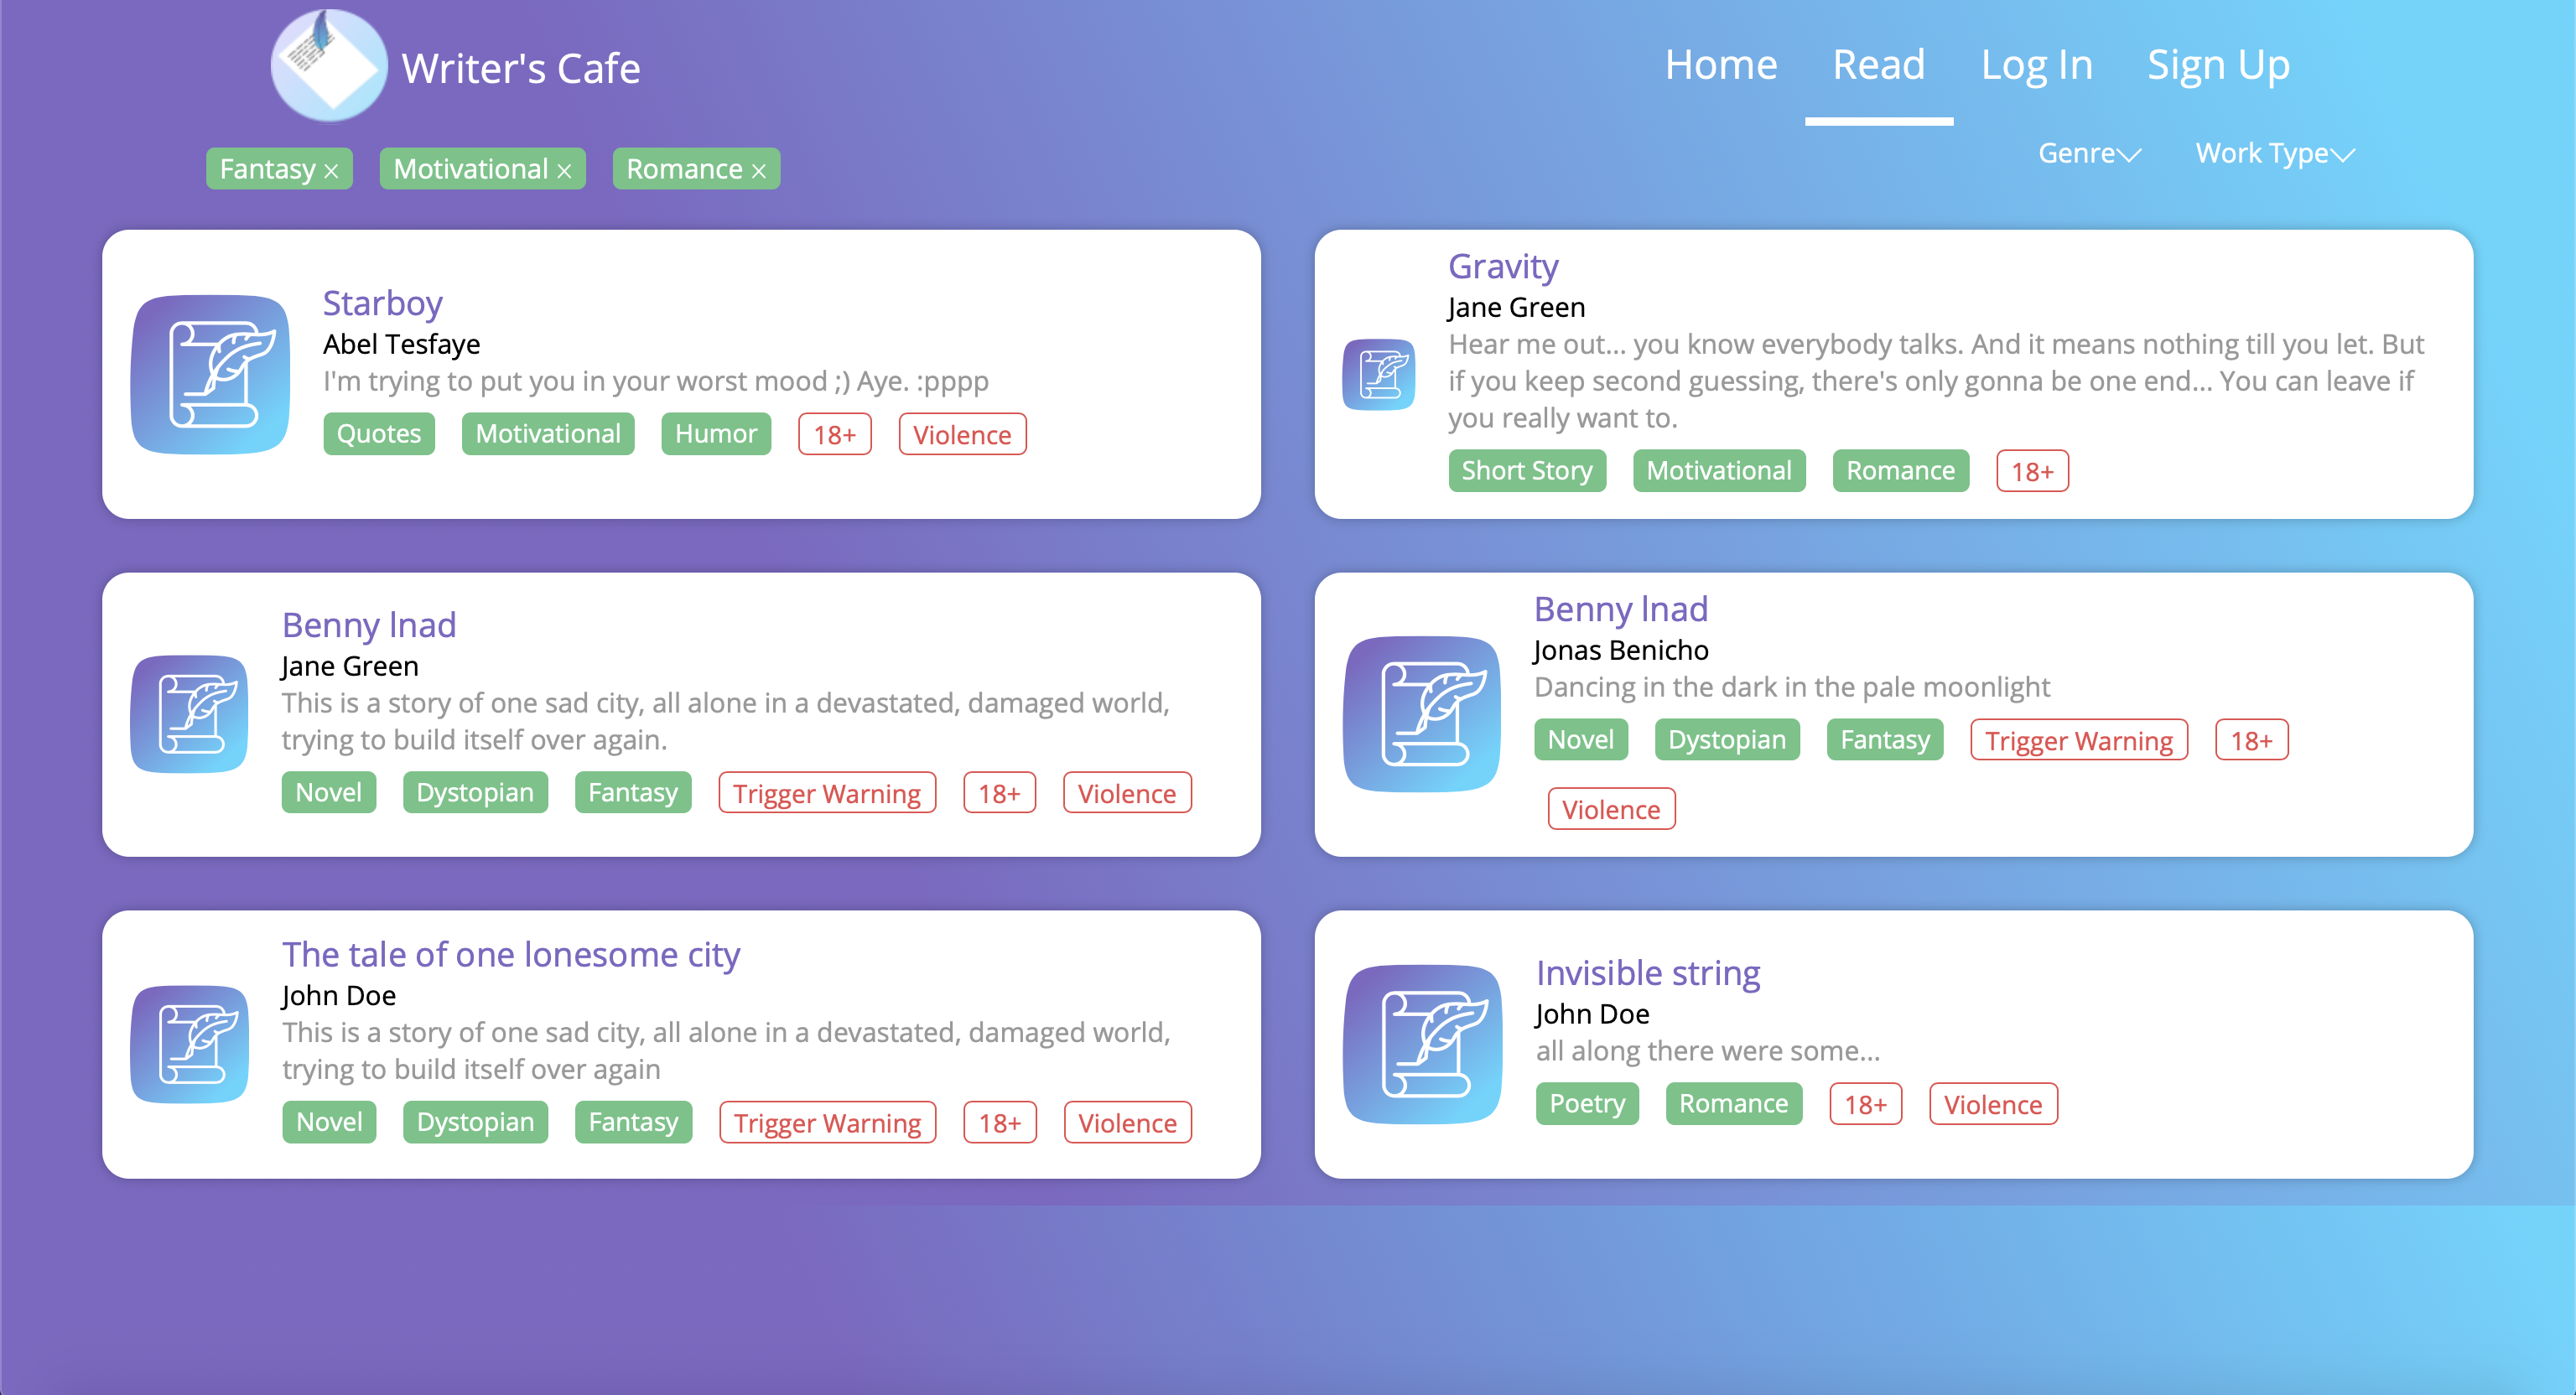 Writer's Cafe
Home Read Log In Sign Up
Fantasy × Motivational × Romance ×
Genre Work Type
Starboy
Abel Tesfaye
I'm trying to put you in your worst mood ;) Aye. :pppp
Quotes Motivational Humor 18+ Violence
Gravity
Jane Green
Hear me out... you know everybody talks. And it means nothing till you let. But
if you keep second guessing, there's only gonna be one end... You can leave if
you really want to.
Short Story Motivational Romance 18+
Benny lnad
Jane Green
This is a story of one sad city, all alone in a devastated, damaged world,
trying to build itself over again.
Novel Dystopian Fantasy Trigger Warning 18+ Violence
Benny lnad
Jonas Benicho
Dancing in the dark in the pale moonlight
Novel Dystopian Fantasy Trigger Warning 18+
Violence
The tale of one lonesome city
John Doe
This is a story of one sad city, all alone in a devastated, damaged world,
trying to build itself over again
Novel Dystopian Fantasy Trigger Warning 18+ Violence
Invisible string
John Doe
all along there were some...
Poetry Romance 18+ Violence